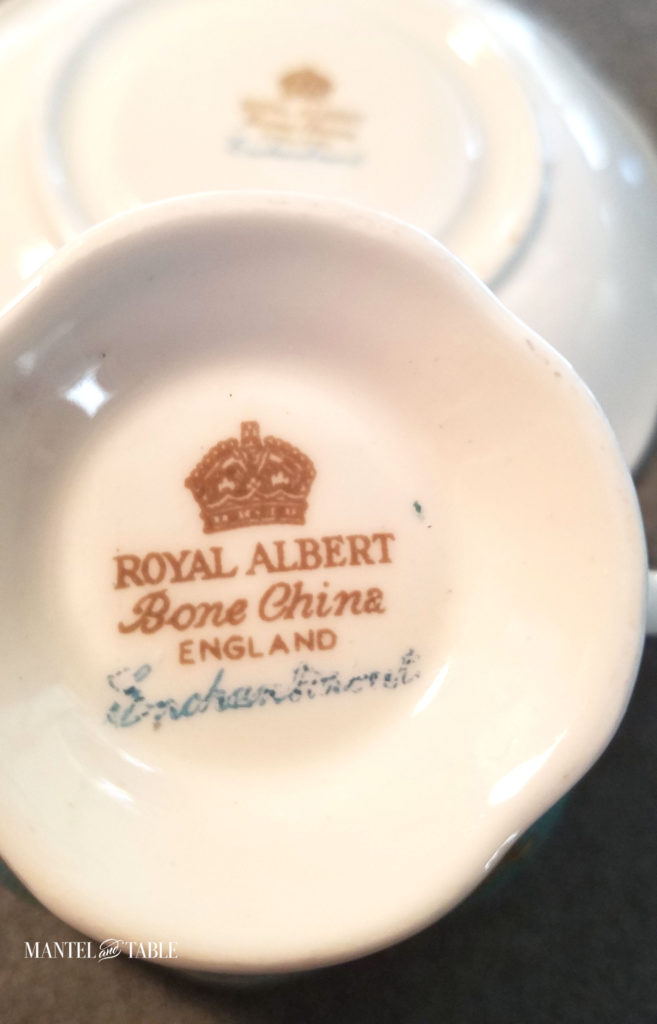 ROYAL ALBERT
Bone China
ENGLAND
Enchantment
MANTEL and TABLE